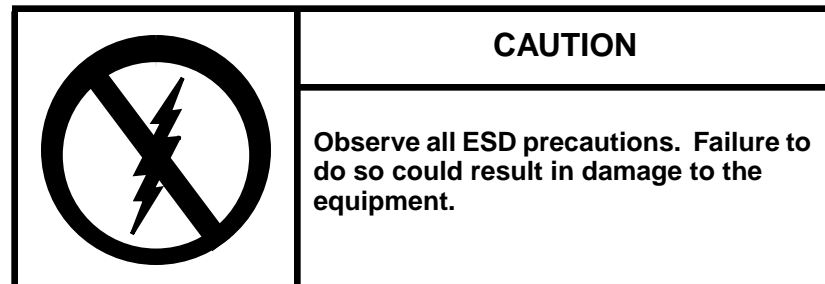 CAUTION
Observe all ESD precautions.  Failure to
do so could result in damage to the
equipment.